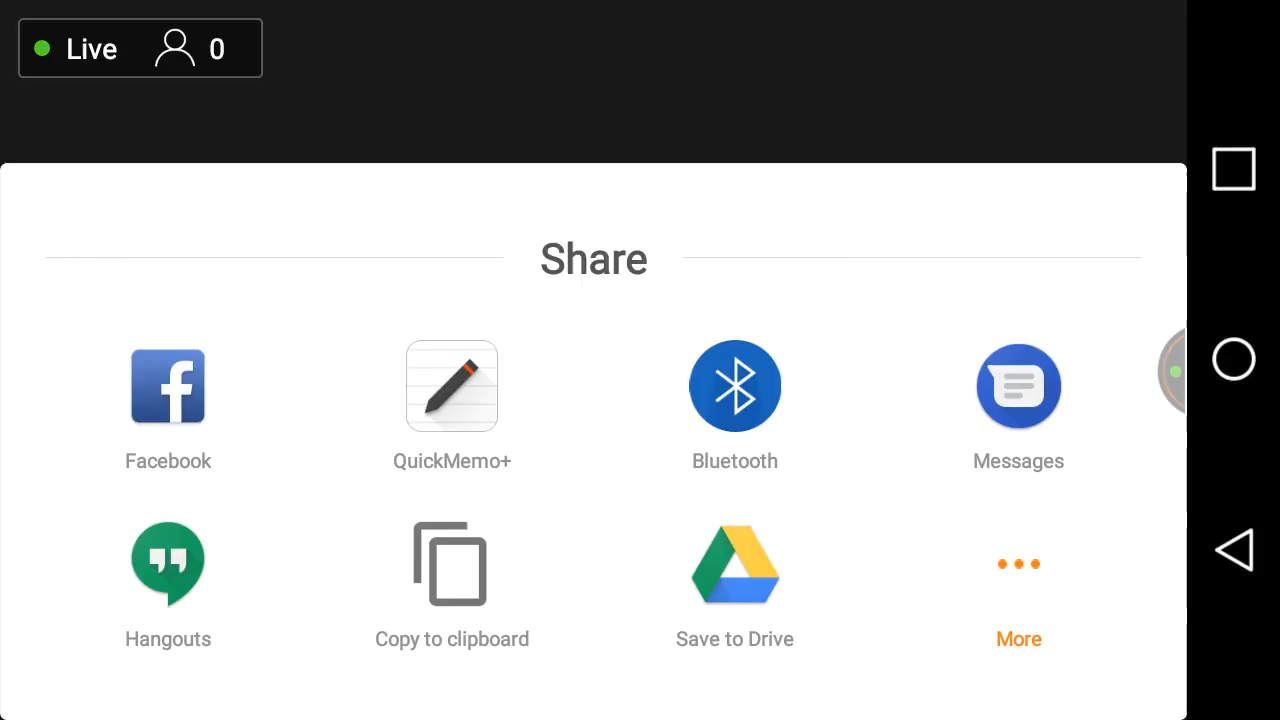 Live 0
Share
Facebook QuickMemo+ Bluetooth Messages
Hangouts Copy to clipboard Save to Drive More